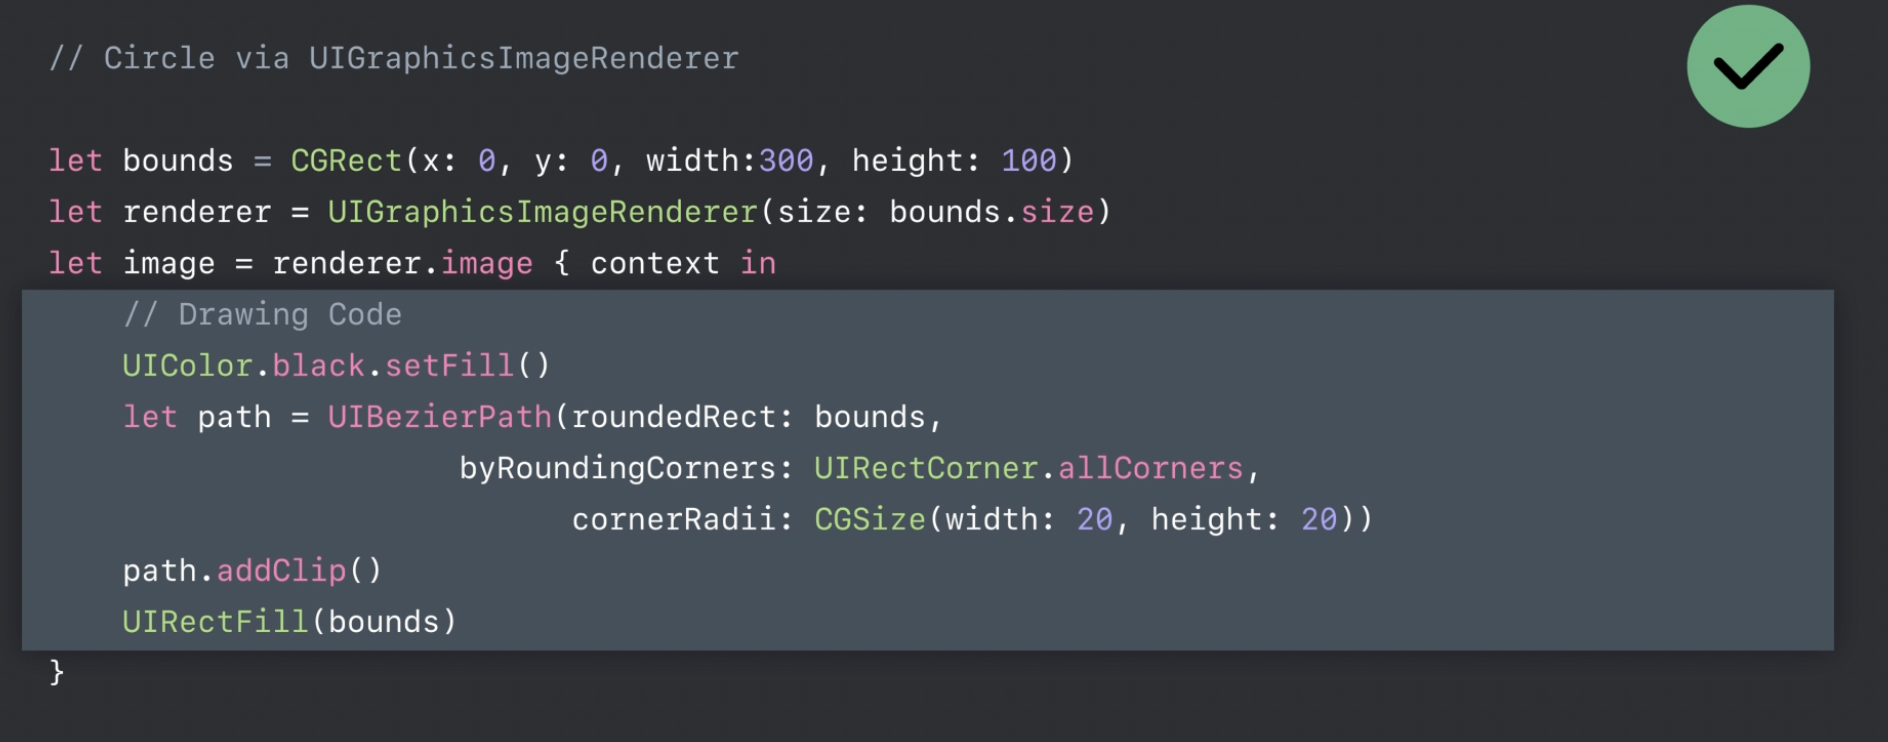 // Circle via UIGraphicsImageRenderer
let bounds = CGRect(x: 0, y: 0, width:300, height: 100)
let renderer = UIGraphicsImageRenderer(size: bounds.size)
let image = renderer.image { context in
// Drawing Code
UIColor.black.setFill()
let path = UIBezierPath(roundedRect: bounds,
byRoundingCorners: UIRectCorner.allCorners,
cornerRadii: CGSize(width: 20, height: 20))
path.addClip()
UIRectFill(bounds)
}